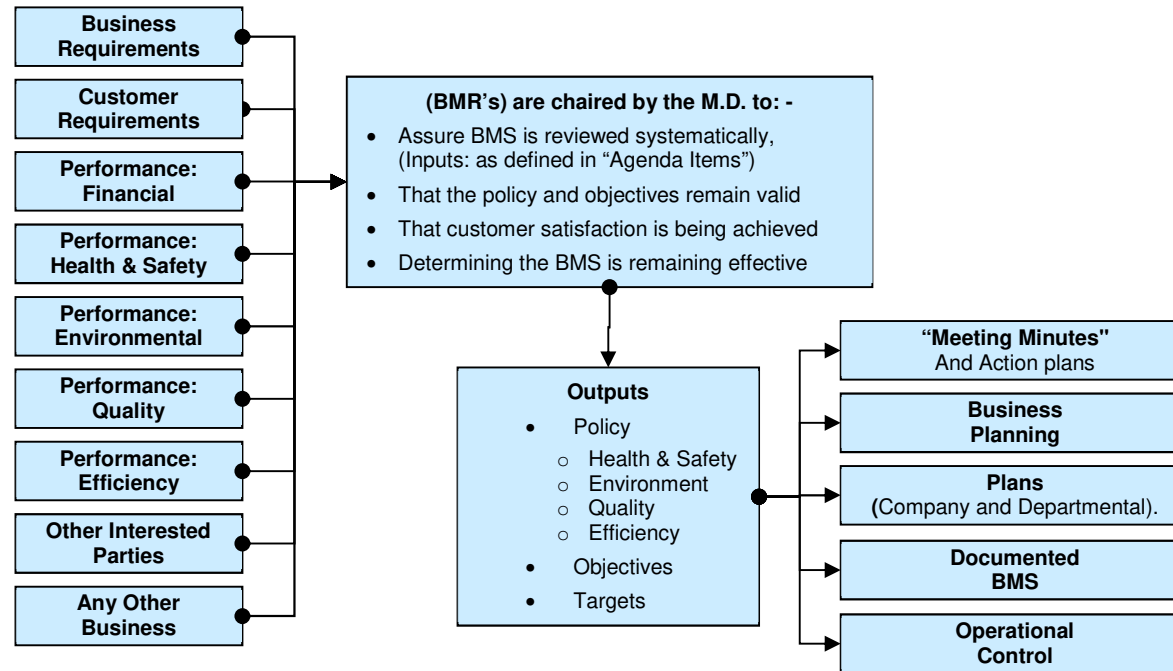 Business
Requirements
Customer
Requirements
Performance:
Financial
Performance:
Health & Safety
Performance:
Environmental
Performance:
Quality
Performance:
Efficiency
Other Interested
Parties
Any Other
Business
(BMR's) are chaired by the M.D. to: -
• Assure BMS is reviewed systematically,
(Inputs: as defined in “Agenda Items”)
• That the policy and objectives remain valid
• That customer satisfaction is being achieved
• Determining the BMS is remaining effective
Outputs
• Policy
o Health & Safety
o Environment
o Quality
o Efficiency
• Objectives
• Targets
“Meeting Minutes"
And Action plans
Business
Planning
Plans
(Company and Departmental).
Documented
BMS
Operational
Control